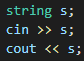 string s;
cin >> s;
cout << s;